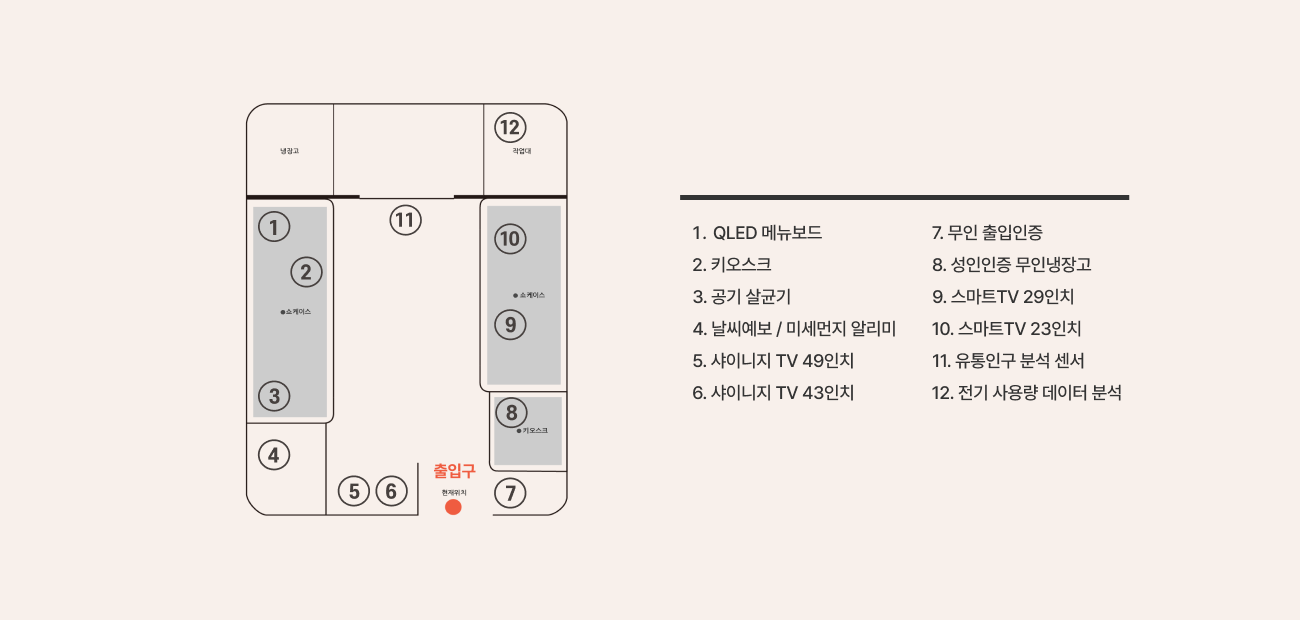 12
냉장고
작업대
11
1
10
2
● 쇼케이스
●쇼케이스
9
3
8
● 키오스크
4
출입구
현재위치
5
6
7
1. QLED 메뉴보드
2. 키오스크
3. 공기 살균기
4. 날씨예보 / 미세먼지 알리미
5. 샤이니지 TV 49인치
6. 샤이니지 TV 43인치
7. 무인 출입인증
8. 성인인증 무인냉장고
9. 스마트TV 29인치
10. 스마트TV 23인치
11. 유통인구 분석 센서
12. 전기 사용량 데이터 분석